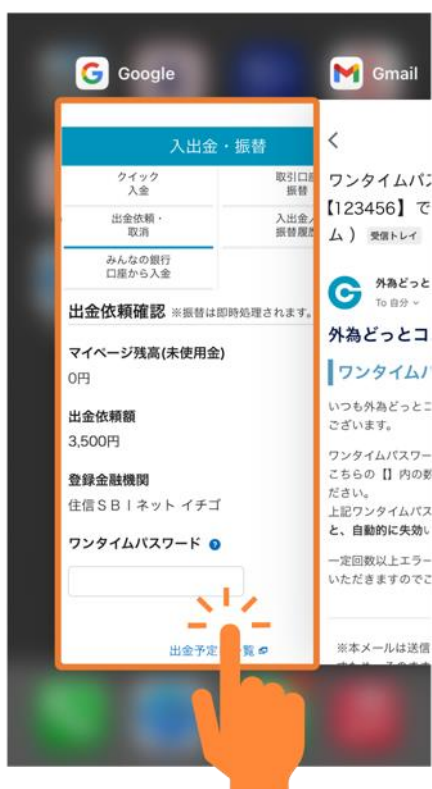 Google
入出金・振替
クイック
入金
取引口座
振替
出金依頼・
取消
入出金/
振替履歴
みんなの銀行
口座から入金
出金依頼確認 ※振替は即時処理されます。
マイページ残高(未使用金)
0円
出金依頼額
3,500円
登録金融機関
住信ＳＢＩネット イチゴ
ワンタイムパスワード
出金予定 覧
Gmail
ワンタイムパス
【123456】で
ム ) 受信トレイ
外為どっと
To 自分
外為どっとコ
ワンタイムパ
いつも外為どっとコ
ございます。
ワンタイムパスワー
こちらの【】内の数
ださい。
上記ワンタイムパス
と、自動的に失効い
一定回数以上エラー
いただきますのでご
※本メールは送信